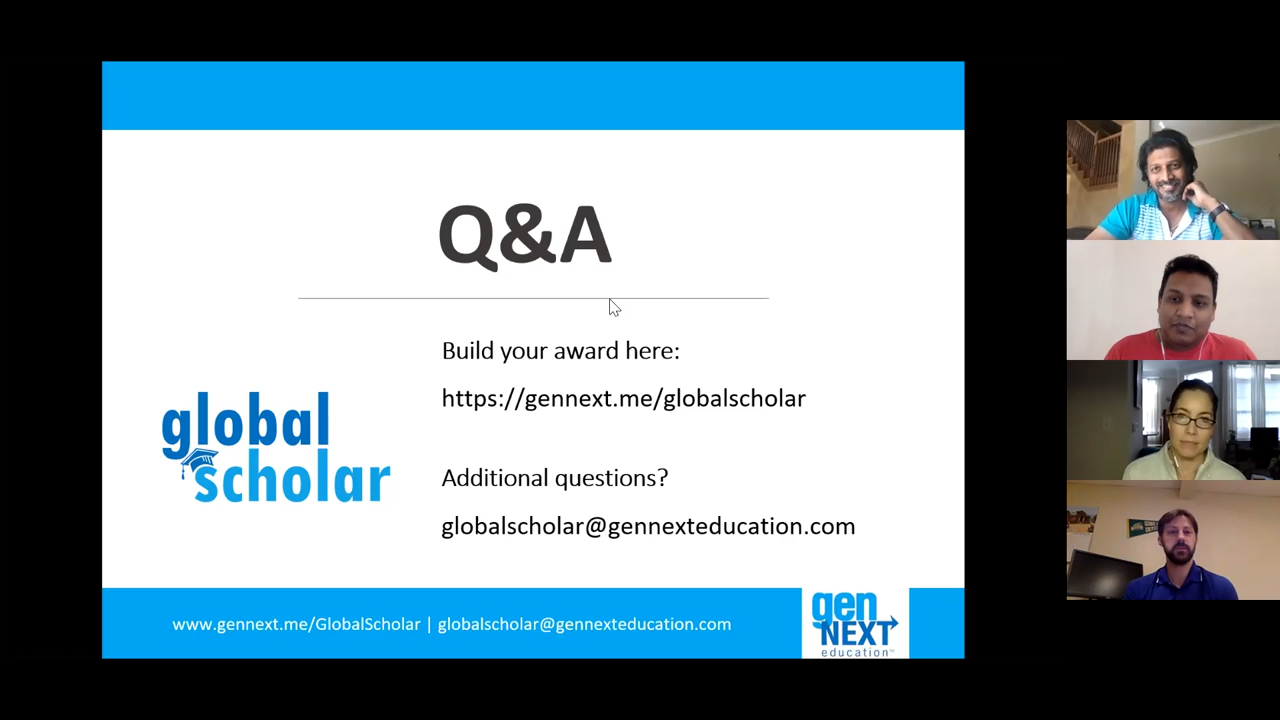 Q&A
Build your award here:
https://gennext.me/globalscholar
global
scholar
Additional questions?
globalscholar@gennexteducation.com
www.gennext.me/GlobalScholar | globalscholar@gennexteducation.com
gen
NEXT
education™